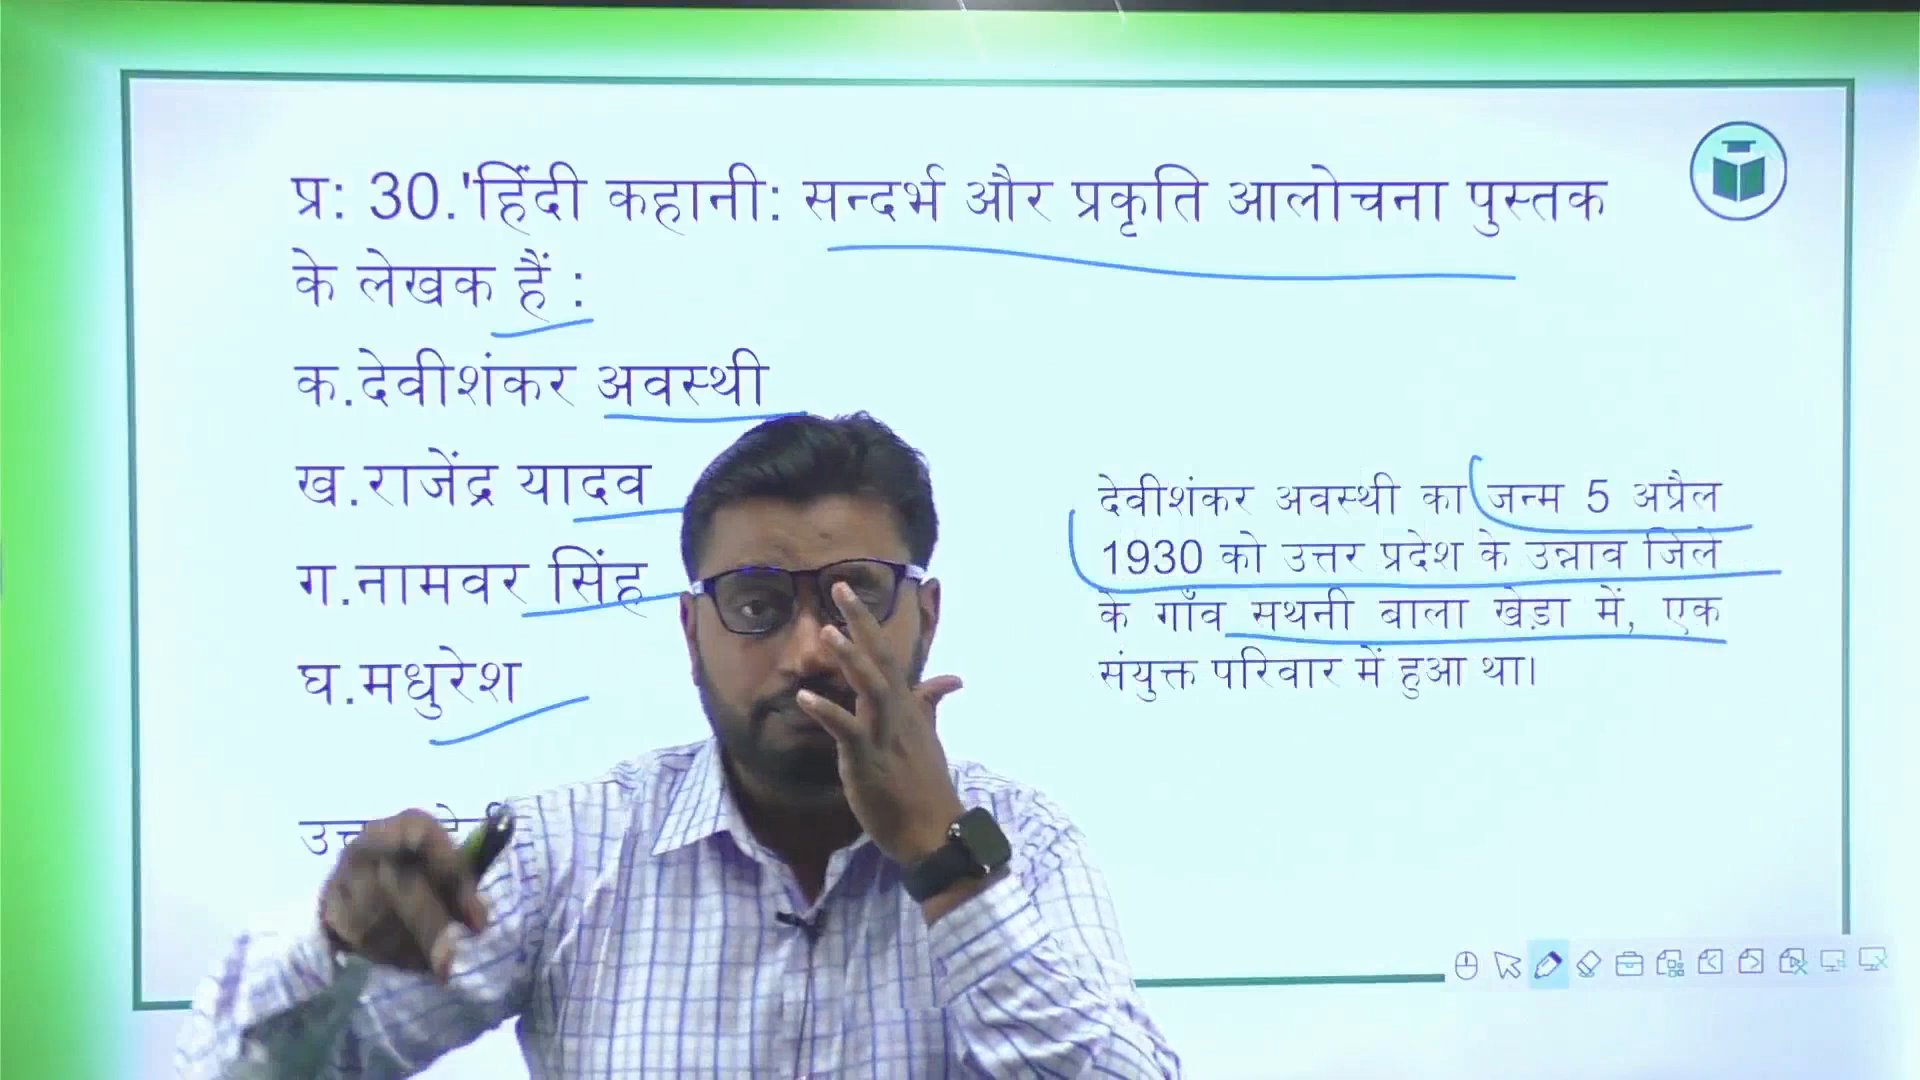 प्र: 30.'हिंदी कहानी: सन्दर्भ और प्रकृति आलोचना पुस्तक
के लेखक हैं :
क.देवीशंकर अवस्थी
ख.राजेंद्र यादव
ग.नामवर सिंह
घ.मधुरेश
देवीशंकर अवस्थी का जन्म 5 अप्रैल
1930 को उत्तर प्रदेश के उन्नाव जिले
के गाँव सथनी बाला खेड़ा में, एक
संयुक्त परिवार में हुआ था।